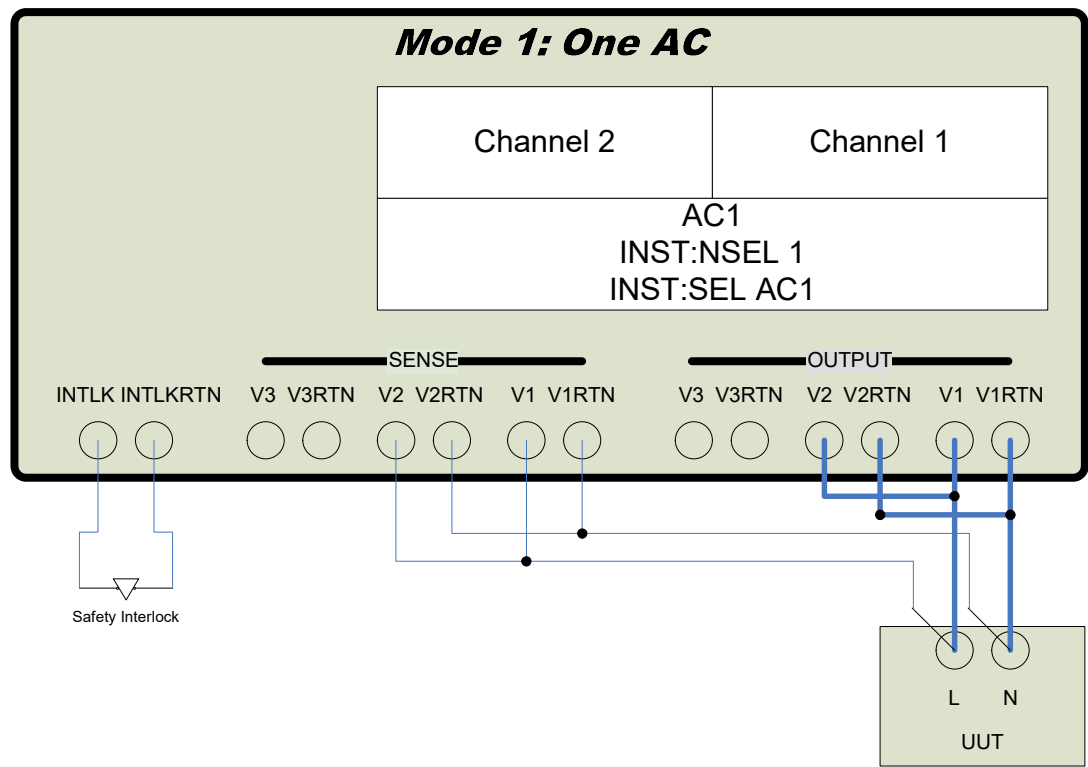 Mode 1: One AC
Channel 2
Channel 1
AC1
INST:NSEL 1
INST:SEL AC1
SENSE
OUTPUT
INTLK INTLKRTN V3 V3RTN V2 V2RTN V1 V1RTN V3 V3RTN V2 V2RTN V1 V1RTN
Safety Interlock
L N
UUT